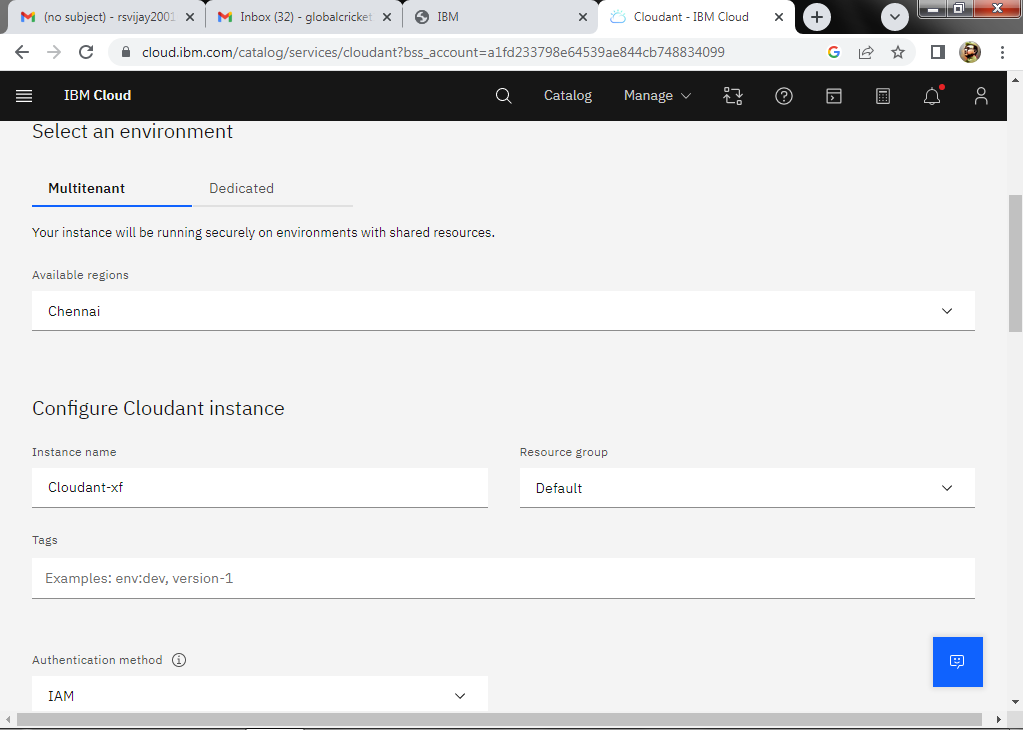 (no subject) - rsvijay2001
Inbox (32) - globalcricket
IBM
Cloudant - IBM Cloud
cloud.ibm.com/catalog/services/cloudant?bss_account=a1fd233798e64539ae844cb748834099
IBM Cloud
Catalog
Manage
Select an environment
Multitenant
Dedicated
Your instance will be running securely on environments with shared resources.
Available regions
Chennai
Configure Cloudant instance
Instance name
Resource group
Cloudant-xf
Default
Tags
Examples: env:dev, version-1
Authentication method
IAM